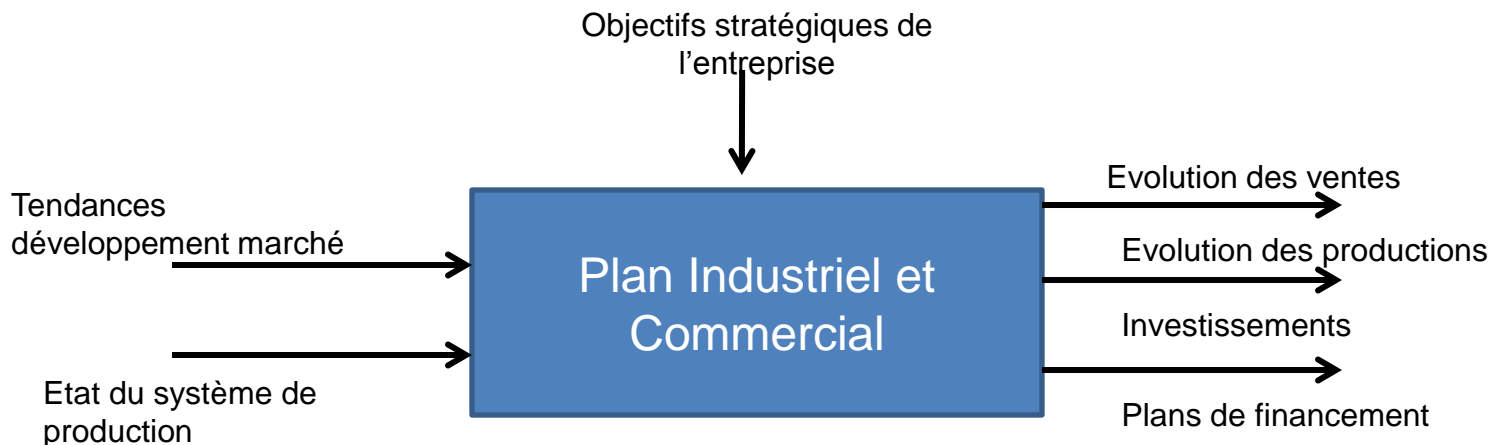 Objectifs stratégiques de
l'entreprise
Tendances
développement marché
Etat du système de
production
Plan Industriel et
Commercial
Evolution des ventes
Evolution des productions
Investissements
Plans de financement